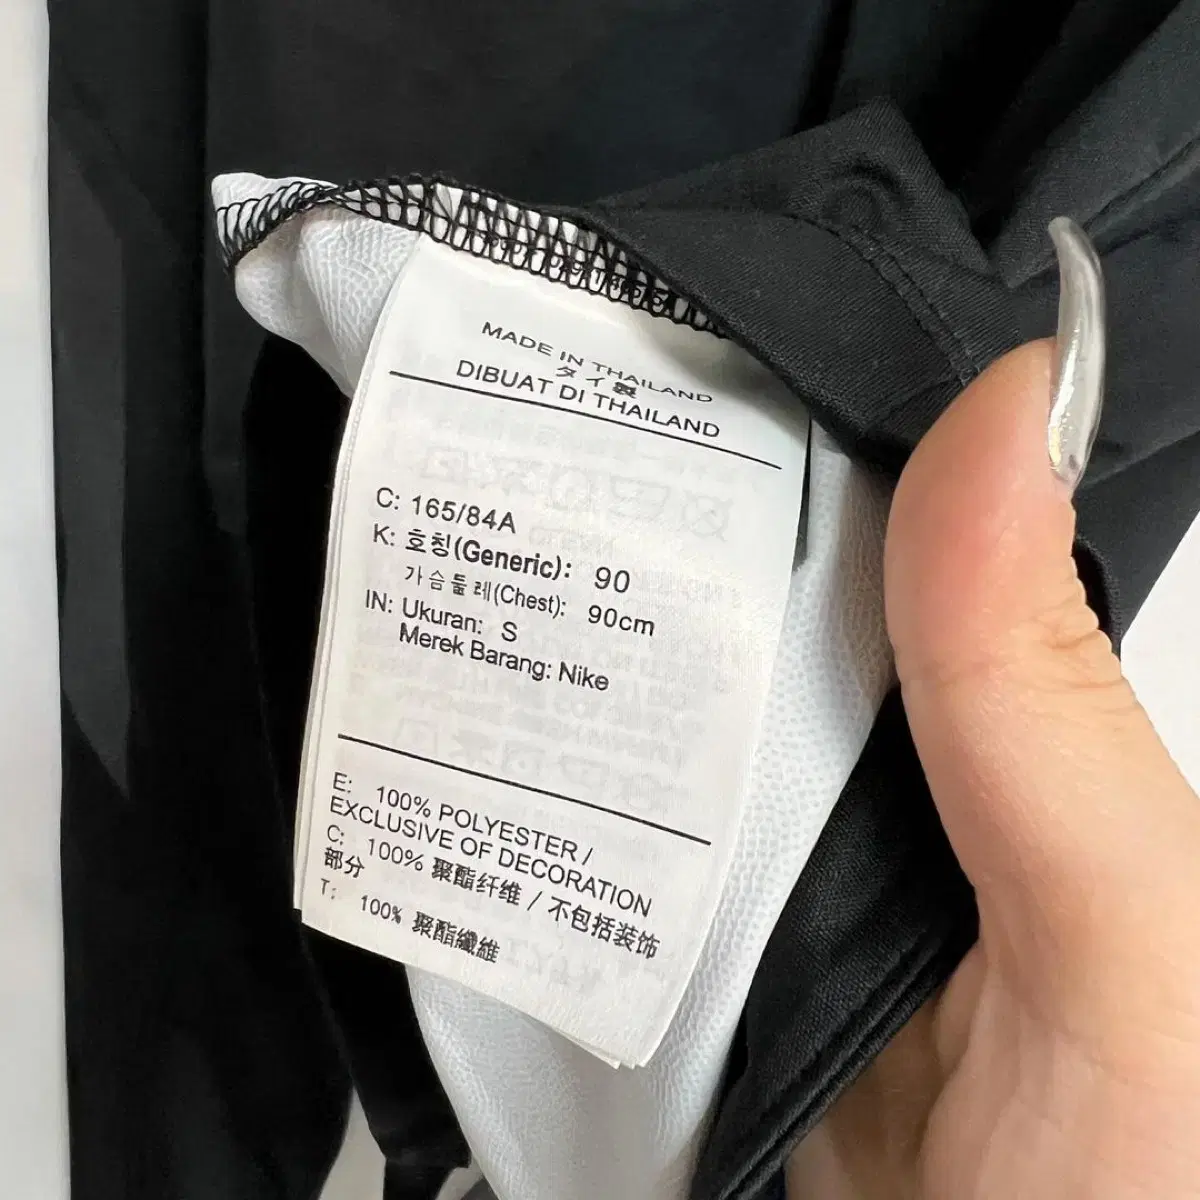 MADE IN THAILAND
タイ製
DIBUAT DI THAILAND
C: 165/84A
K: 호칭(Generic): 90
가슴둘레(Chest): 90cm
IN: Ukuran: S
Merek Barang: Nike
E: 100% POLYESTER /
EXCLUSIVE OF DECORATION
C: 100% 聚酯纤维 / 不包括装饰
部分
T: 100% 聚酯纖維